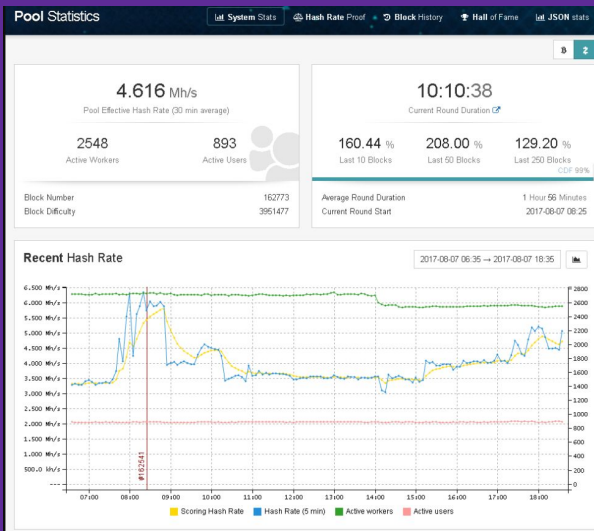 Pool Statistics
System Stats
Hash Rate Proof
Block History
Hall of Fame
JSON stats
4.616 Mh/s
Pool Effective Hash Rate (30 min average)
2548
Active Workers
893
Active Users
Block Number 162773
Block Difficulty 3951477
10:10:38
Current Round Duration
160.44 %
Last 10 Blocks
208.00 %
Last 50 Blocks
129.20 %
Last 250 Blocks
CDF 99%
Average Round Duration 1 Hour 56 Minutes
Current Round Start 2017-08-07 08:25
Recent Hash Rate
2017-08-07 06:35 → 2017-08-07 18:35
6.500 Mh/s
6.000 Mh/s
5.500 Mh/s
5.000 Mh/s
4.500 Mh/s
4.000 Mh/s
3.500 Mh/s
3.000 Mh/s
2.500 Mh/s
2.000 Mh/s
1.500 Mh/s
1.000 Mh/s
500.0 kh/s
---
2800
2600
2400
2200
2000
1800
1600
1400
1200
1000
800
600
400
200
0
#162541
07:00 08:00 09:00 10:00 11:00 12:00 13:00 14:00 15:00 16:00 17:00 18:00
Scoring Hash Rate Hash Rate (5 min) Active workers Active users